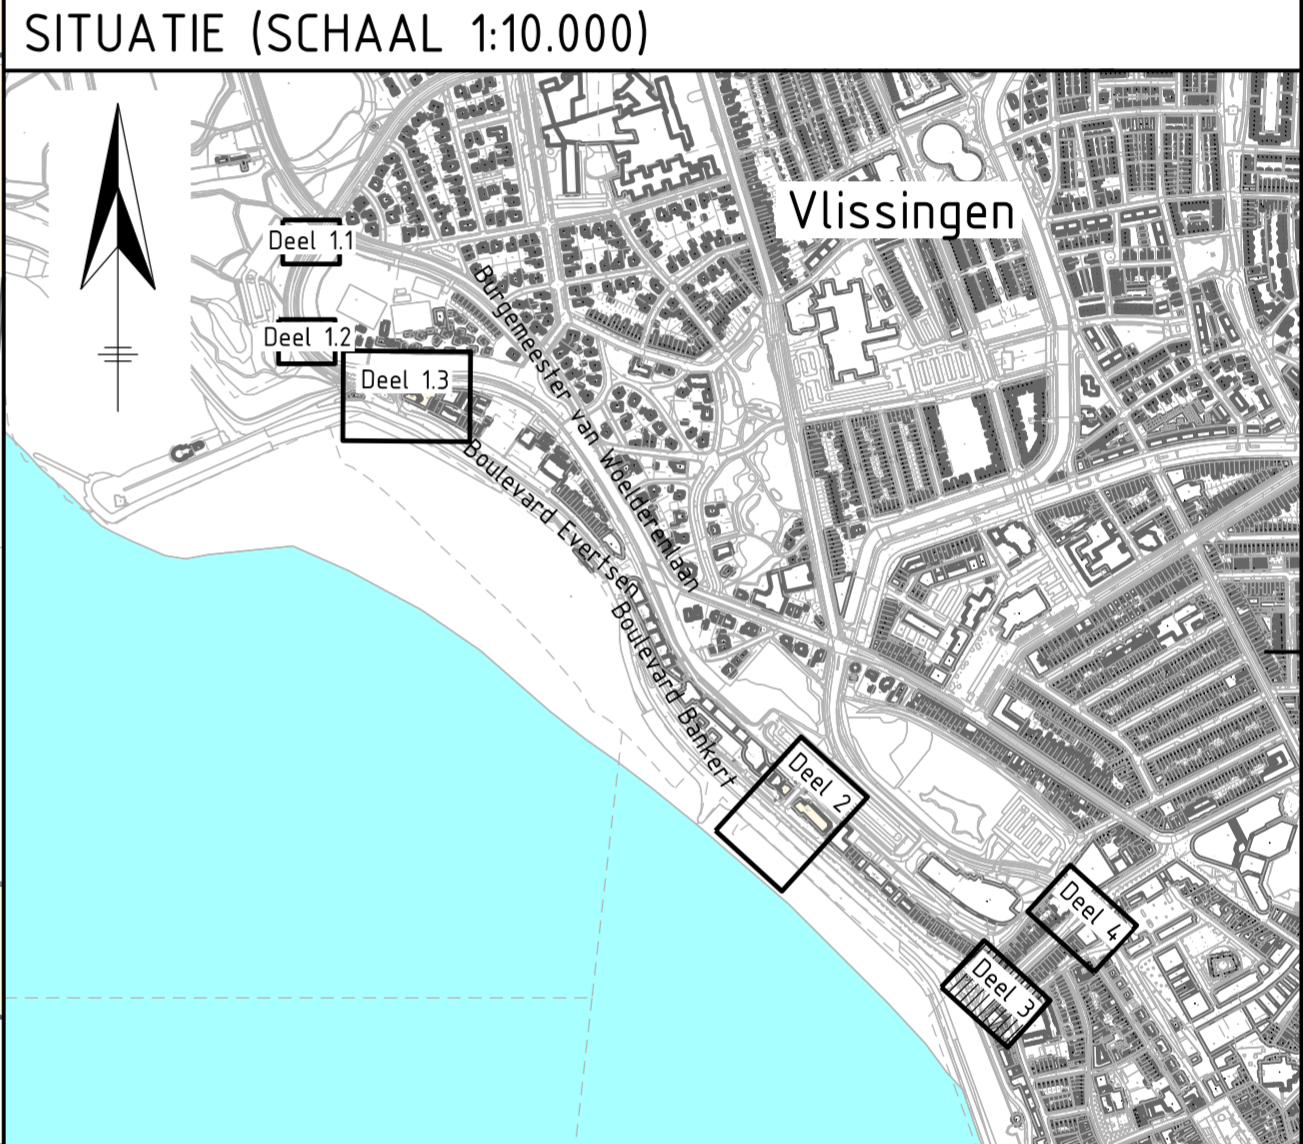 SITUATIE (SCHAAL 1:10.000)
Vlissingen
Deel 1.1
Deel 1.2
Deel 1.3
Burgemeester van Woelderenlaan
Boulevard Evertsen
Boulevard Bankert
Deel 2
Deel 4
Deel 3